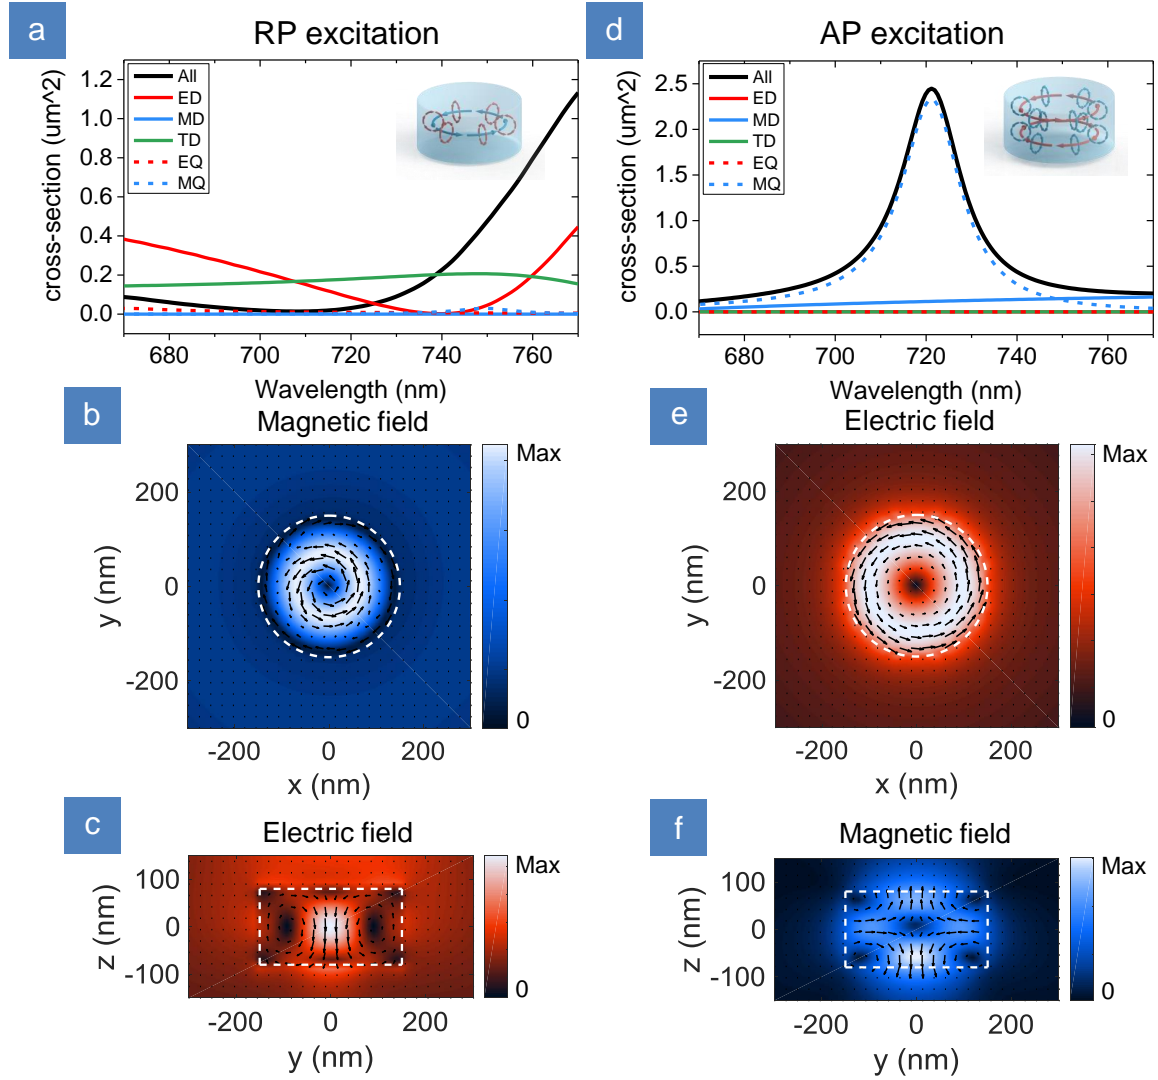 a
RP excitation
cross-section (um^2)
1.2
1.0
0.8
0.6
0.4
0.2
0.0
All
ED
MD
TD
EQ
MQ
680
700
720
740
760
Wavelength (nm)
d
AP excitation
cross-section (um^2)
2.5
2.0
1.5
1.0
0.5
0.0
All
ED
MD
TD
EQ
MQ
680
700
720
740
760
Wavelength (nm)
b
Magnetic field
y (nm)
200
0
-200
-200
0
200
x (nm)
Max
0
e
Electric field
y (nm)
200
0
-200
-200
0
200
x (nm)
Max
0
c
Electric field
z (nm)
100
0
-100
-200
0
200
y (nm)
Max
0
f
Magnetic field
z (nm)
100
0
-100
-200
0
200
y (nm)
Max
0